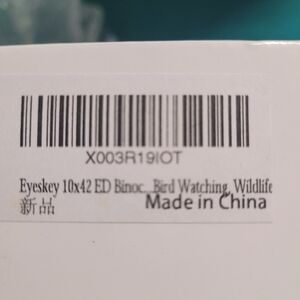 X003R19IOT
Eyeskey 10x42 ED Binoc... Bird Watching, Wildlife
新品
Made in China